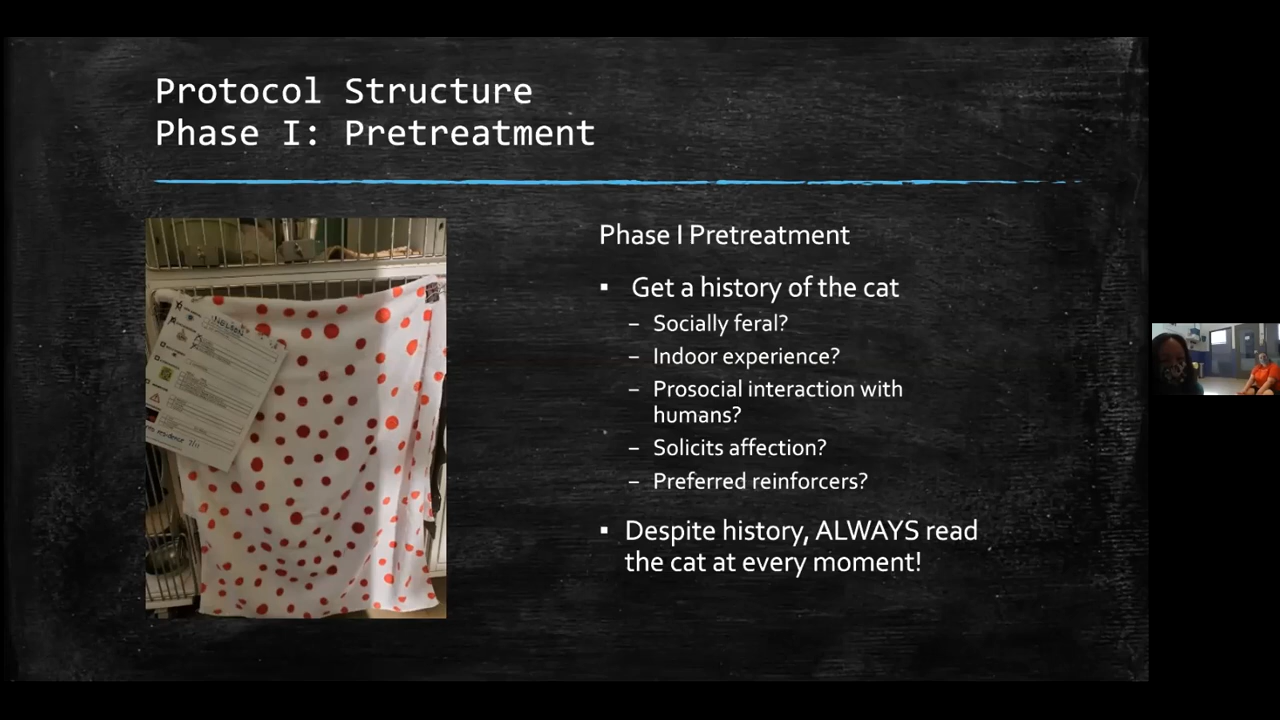 Protocol Structure
Phase I: Pretreatment
Phase I Pretreatment
▪ Get a history of the cat
– Socially feral?
– Indoor experience?
– Prosocial interaction with
humans?
– Solicits affection?
– Preferred reinforcers?
▪ Despite history, ALWAYS read
the cat at every moment!